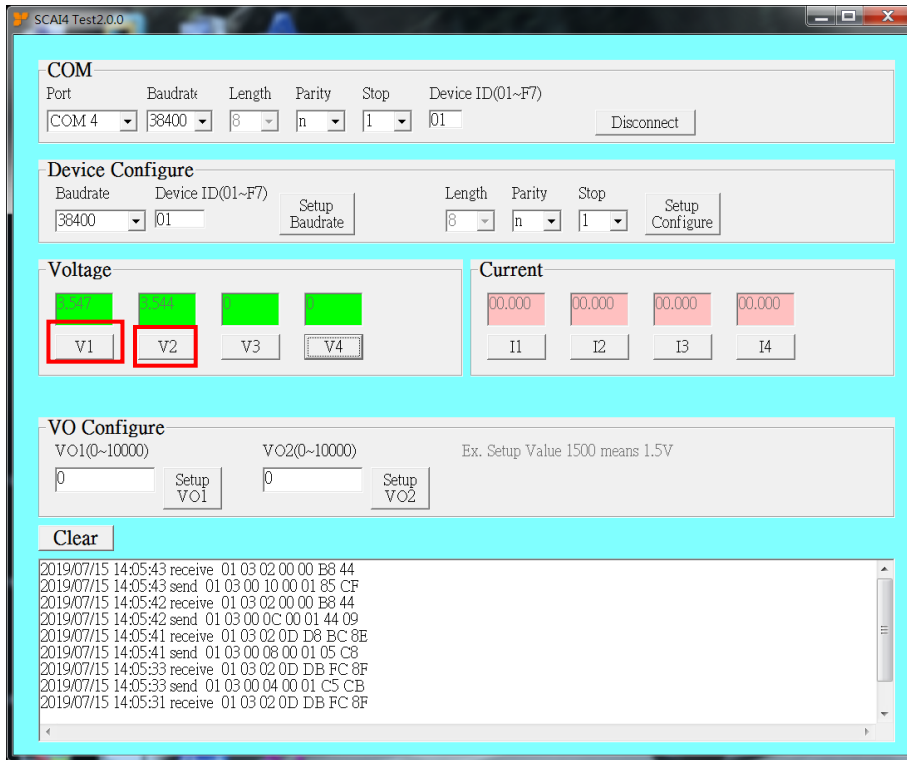 SCAI4 Test2.0.0
COM
Port Baudrate Length Parity Stop Device ID(01~F7)
COM 4 38400 8 n 1 01 Disconnect
Device Configure
Baudrate Device ID(01~F7) Length Parity Stop
38400 01 Setup Baudrate 8 n 1 Setup Configure
Voltage
3.547 3.544 0 0
V1 V2 V3 V4
Current
00.000 00.000 00.000 00.000
I1 I2 I3 I4
VO Configure
VO1(0~10000) VO2(0~10000) Ex. Setup Value 1500 means 1.5V
0 Setup VO1 0 Setup VO2
Clear
2019/07/15 14:05:43 receive 01 03 02 00 00 B8 44
2019/07/15 14:05:43 send 01 03 00 10 00 01 85 CF
2019/07/15 14:05:42 receive 01 03 02 00 00 B8 44
2019/07/15 14:05:42 send 01 03 00 0C 00 01 44 09
2019/07/15 14:05:41 receive 01 03 02 0D D8 BC 8E
2019/07/15 14:05:41 send 01 03 00 08 00 01 05 C8
2019/07/15 14:05:33 receive 01 03 02 0D DB FC 8F
2019/07/15 14:05:33 send 01 03 00 04 00 01 C5 CB
2019/07/15 14:05:31 receive 01 03 02 0D DB FC 8F